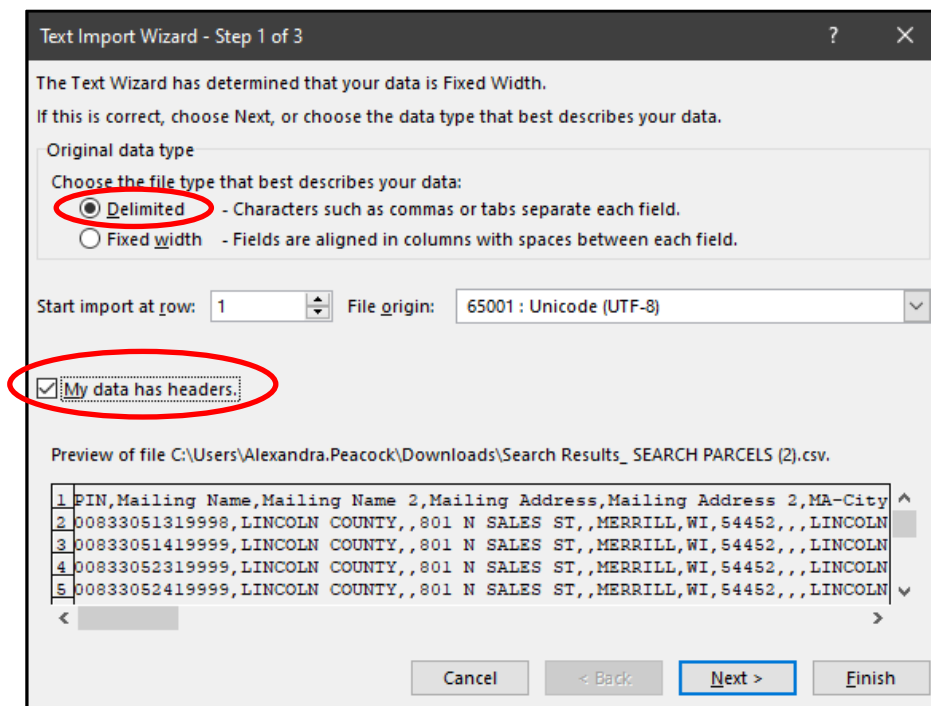 Text Import Wizard - Step 1 of 3 ? ×
The Text Wizard has determined that your data is Fixed Width.
If this is correct, choose Next, or choose the data type that best describes your data.
Original data type
Choose the file type that best describes your data:
Delimited - Characters such as commas or tabs separate each field.
Fixed width - Fields are aligned in columns with spaces between each field.
Start import at row: 1 File origin: 65001 : Unicode (UTF-8)
My data has headers.
Preview of file C:\Users\Alexandra.Peacock\Downloads\Search Results_ SEARCH PARCELS (2).csv.
1 PIN,Mailing Name,Mailing Name 2,Mailing Address,Mailing Address 2,MA-City
2 00833051319998,LINCOLN COUNTY,,801 N SALES ST,,MERRILL,WI,54452,,,LINCOLN
3 00833051419999,LINCOLN COUNTY,,801 N SALES ST,,MERRILL,WI,54452,,,LINCOLN
4 00833052319999,LINCOLN COUNTY,,801 N SALES ST,,MERRILL,WI,54452,,,LINCOLN
5 00833052419999,LINCOLN COUNTY,,801 N SALES ST,,MERRILL,WI,54452,,,LINCOLN
Cancel < Back Next > Finish